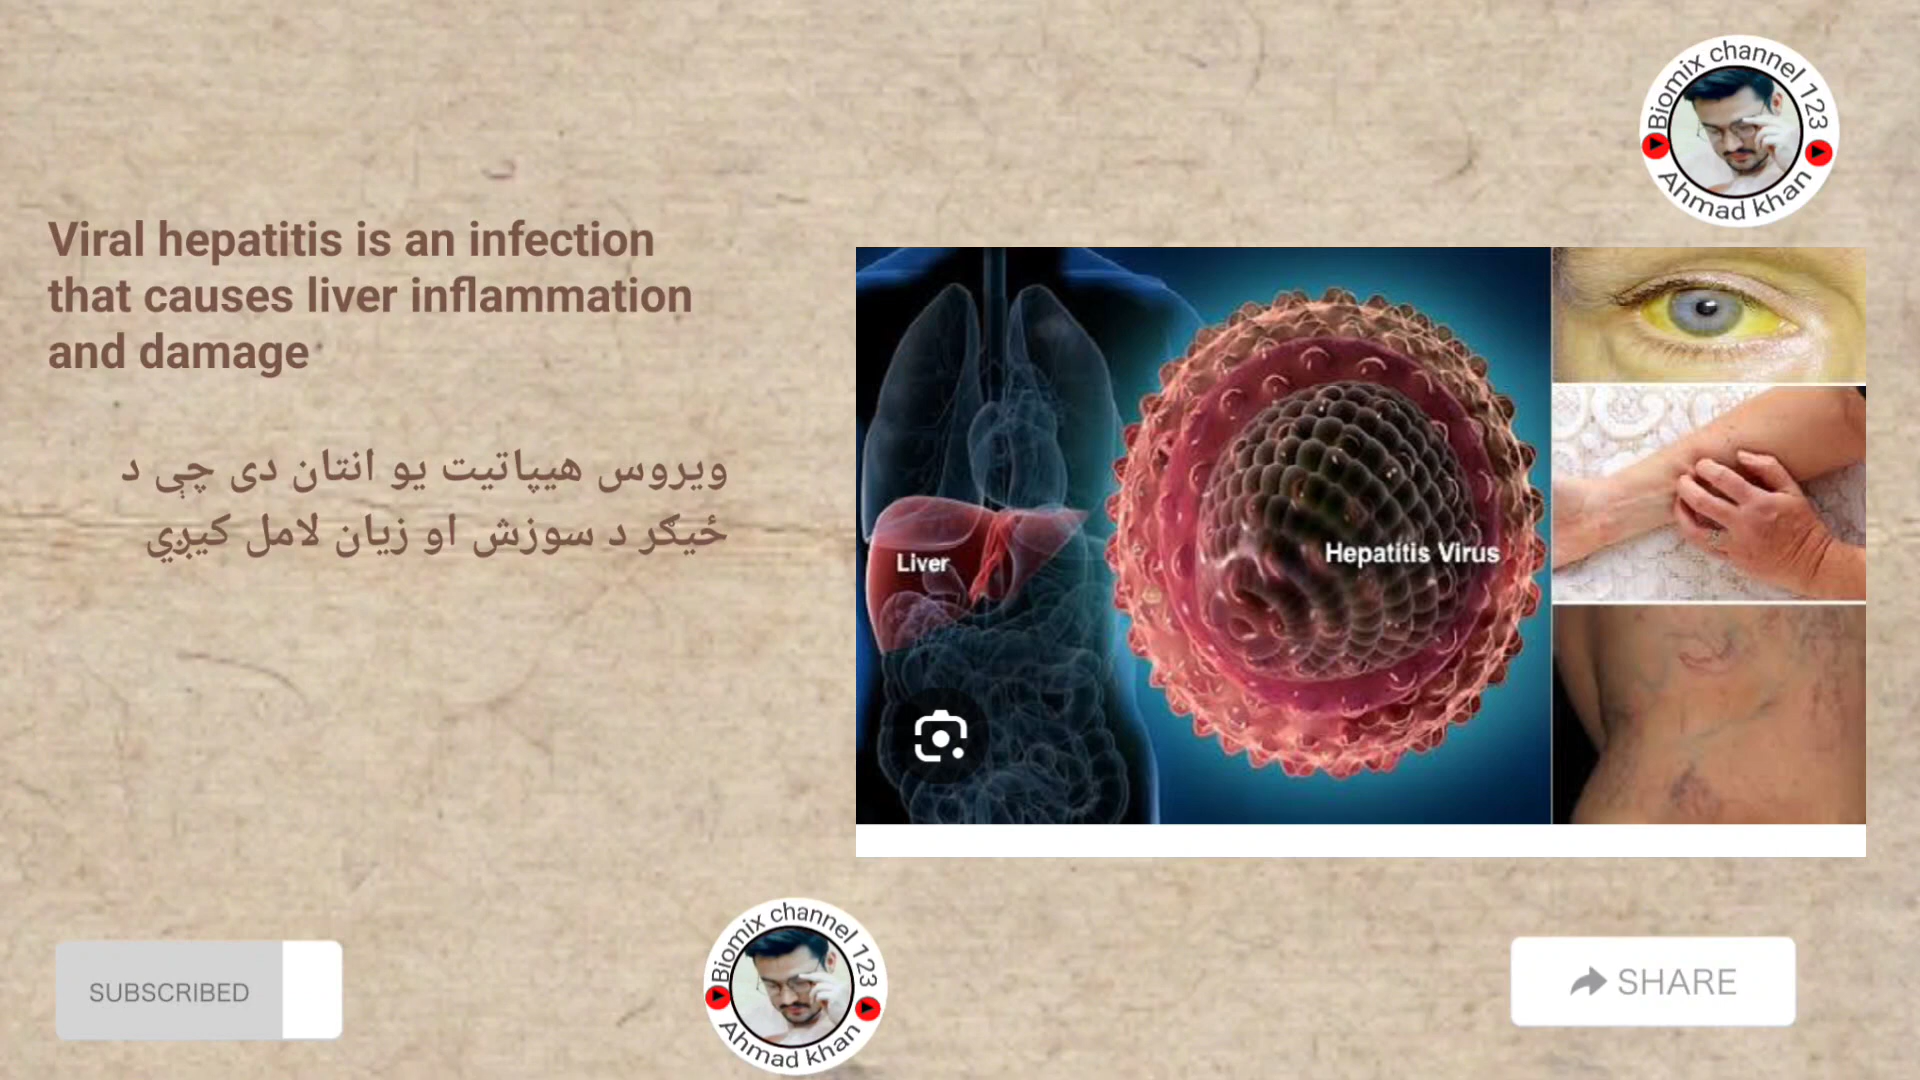 Biomix channel 123
Ahmad khan
Viral hepatitis is an infection
that causes liver inflammation
and damage
ویروس هیپاتیت یو انتان دی چې د
ځیګر د سوزش او زیان لامل کیږي
Liver
Hepatitis Virus
SUBSCRIBED
Biomix channel 123
Ahmad khan
SHARE